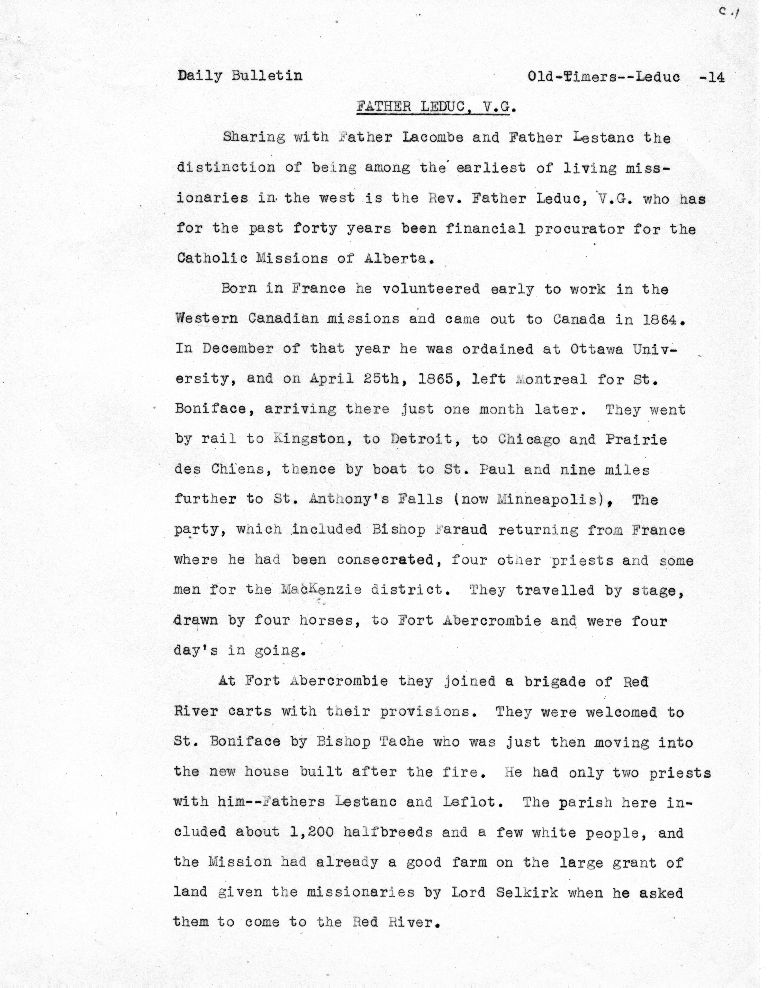 C.1
Daily Bulletin Old-Timers--Leduc -14
FATHER LEDUC, V.G.
Sharing with Father Lacombe and Father Lestanc the
distinction of being among the earliest of living miss-
ionaries in the west is the Rev. Father Leduc, V.G. who has
for the past forty years been financial procurator for the
Catholic Missions of Alberta.
Born in France he volunteered early to work in the
Western Canadian missions and came out to Canada in 1864.
In December of that year he was ordained at Ottawa Univ-
ersity, and on April 25th, 1865, left Montreal for St.
Boniface, arriving there just one month later. They went
by rail to Kingston, to Detroit, to Chicago and Prairie
des Chiens, thence by boat to St. Paul and nine miles
further to St. Anthony's Falls (now Minneapolis), The
party, which included Bishop Faraud returning from France
where he had been consecrated, four other priests and some
men for the MacKenzie district. They travelled by stage,
drawn by four horses, to Fort Abercrombie and were four
day's in going.
At Fort Abercrombie they joined a brigade of Red
River carts with their provisions. They were welcomed to
St. Boniface by Bishop Tache who was just then moving into
the new house built after the fire. He had only two priests
with him--Fathers Lestanc and Leflot. The parish here in-
cluded about 1,200 halfbreeds and a few white people, and
the Mission had already a good farm on the large grant of
land given the missionaries by Lord Selkirk when he asked
them to come to the Red River.